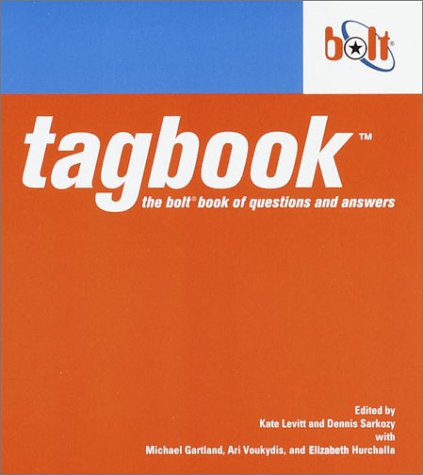 bolt®
tagbook™
the bolt® book of questions and answers
Edited by
Kate Levitt and Dennis Sarkozy
with
Michael Gartland, Ari Voukydis, and Elizabeth Hurchalla